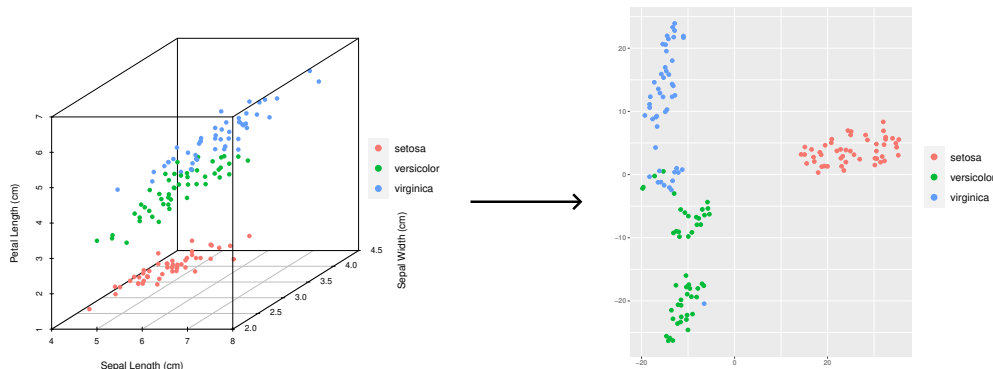 7
6
5
4
3
2
1
4 5 6 7 8
2.0
2.5
3.0
3.5
4.0
4.5
Petal Length (cm)
Sepal Length (cm)
Sepal Width (cm)
setosa
versicolor
virginica
20
10
0
−10
−20
−20 0 20
setosa
versicolor
virginica